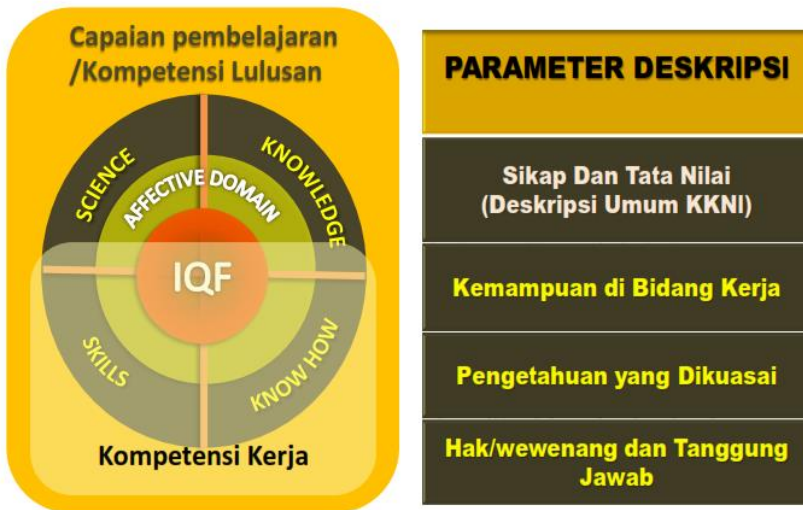 Capaian pembelajaran
/Kompetensi Lulusan
SCIENCE
KNOWLEDGE
AFFECTIVE DOMAIN
IQF
SKILLS
KNOW HOW
Kompetensi Kerja
PARAMETER DESKRIPSI
Sikap Dan Tata Nilai
(Deskripsi Umum KKNI)
Kemampuan di Bidang Kerja
Pengetahuan yang Dikuasai
Hak/wewenang dan Tanggung
Jawab